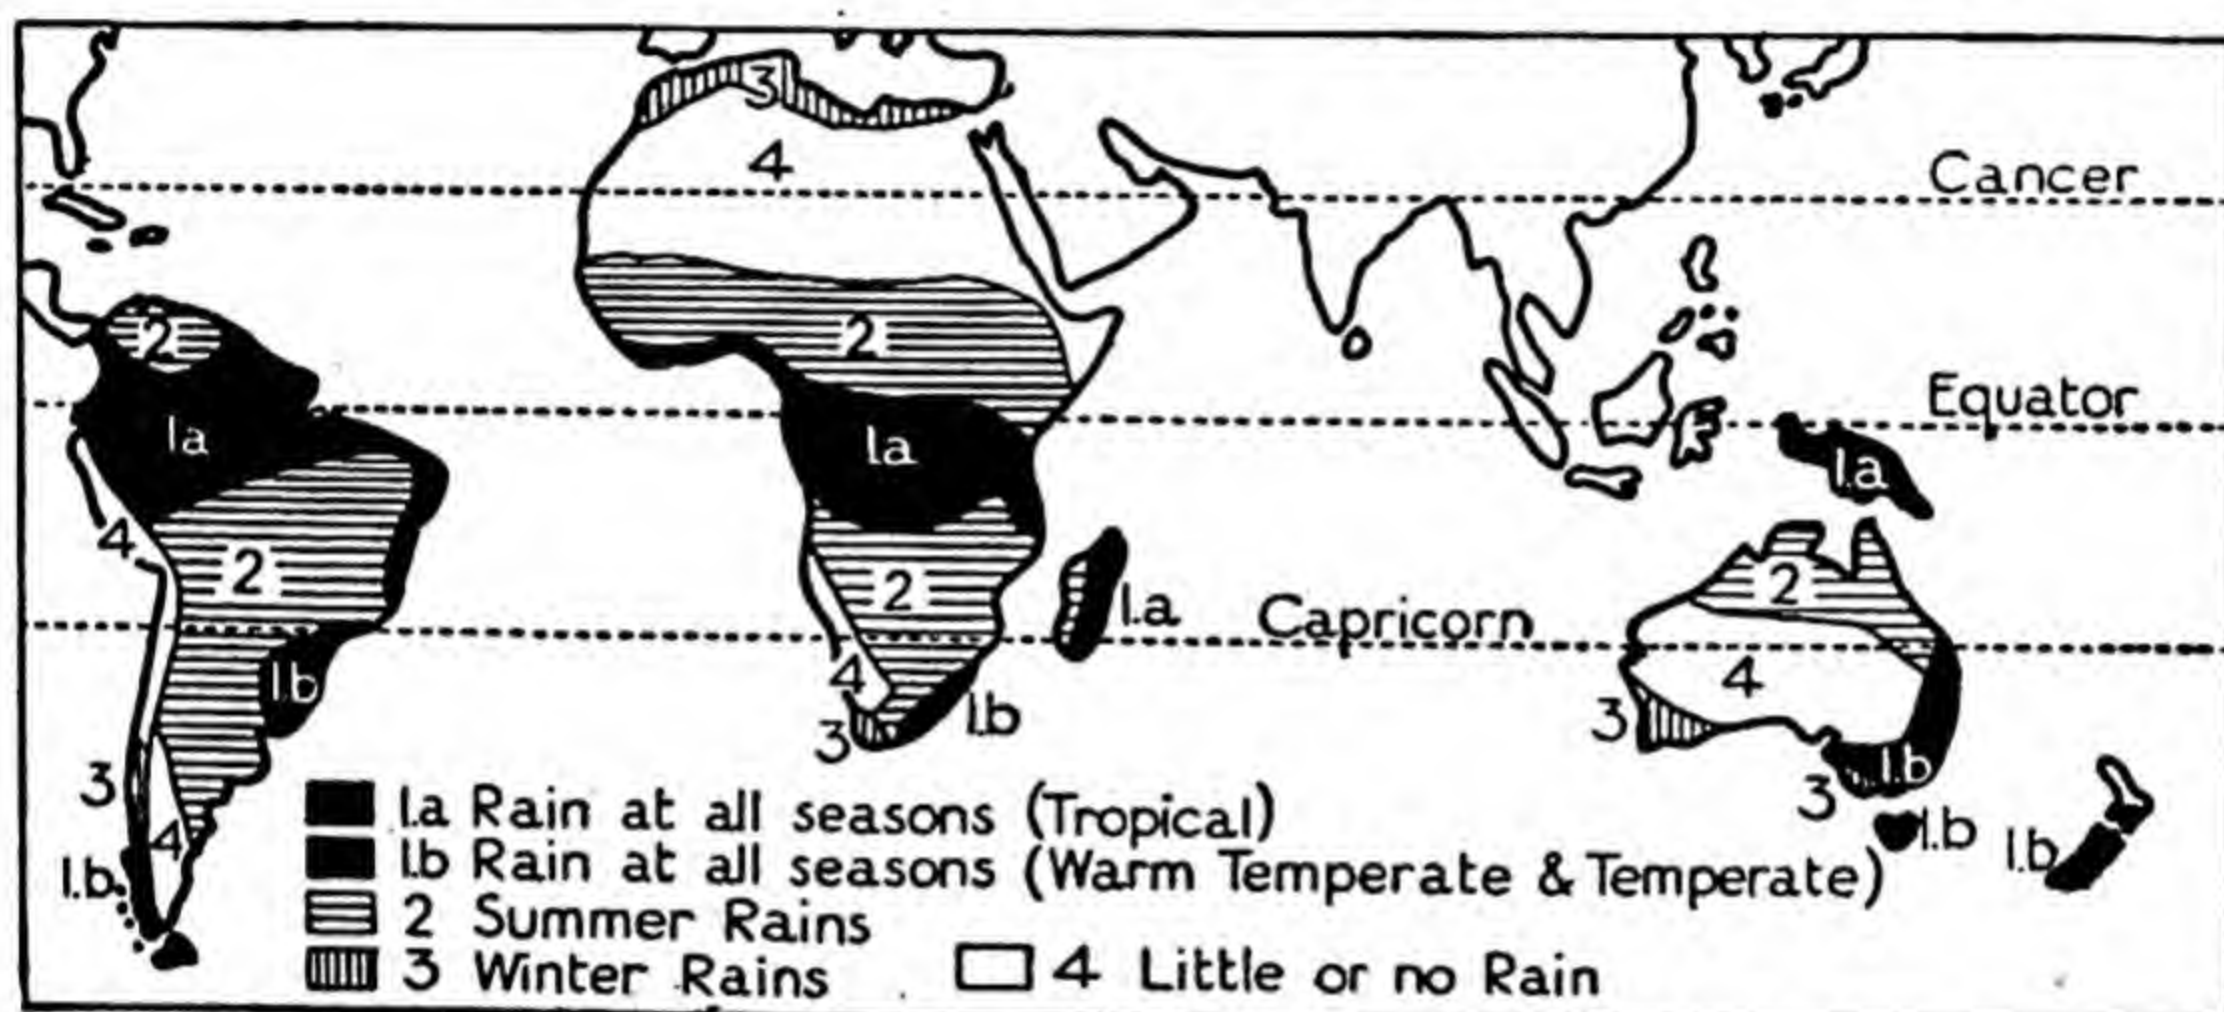 3
4
Cancer
2
2
Equator
1a
1a
1.a
4
2
2
2
1.a
Capricorn
1.b
4
4
3
1.b
3
3
1.b
3
4
1.b
1.b
1.b
1.a Rain at all seasons (Tropical)
1.b Rain at all seasons (Warm Temperate & Temperate)
2 Summer Rains
3 Winter Rains
4 Little or no Rain